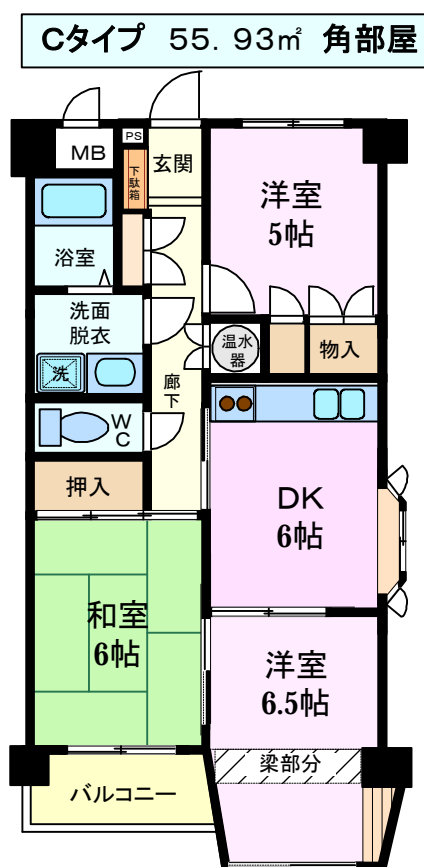 Cタイプ 55.93㎡ 角部屋
MB
PS
玄関
下駄箱
洋室
5帖
浴室
洗面
脱衣
洗
廊下
温水器
物入
WC
押入
DK
6帖
和室
6帖
洋室
6.5帖
梁部分
バルコニー